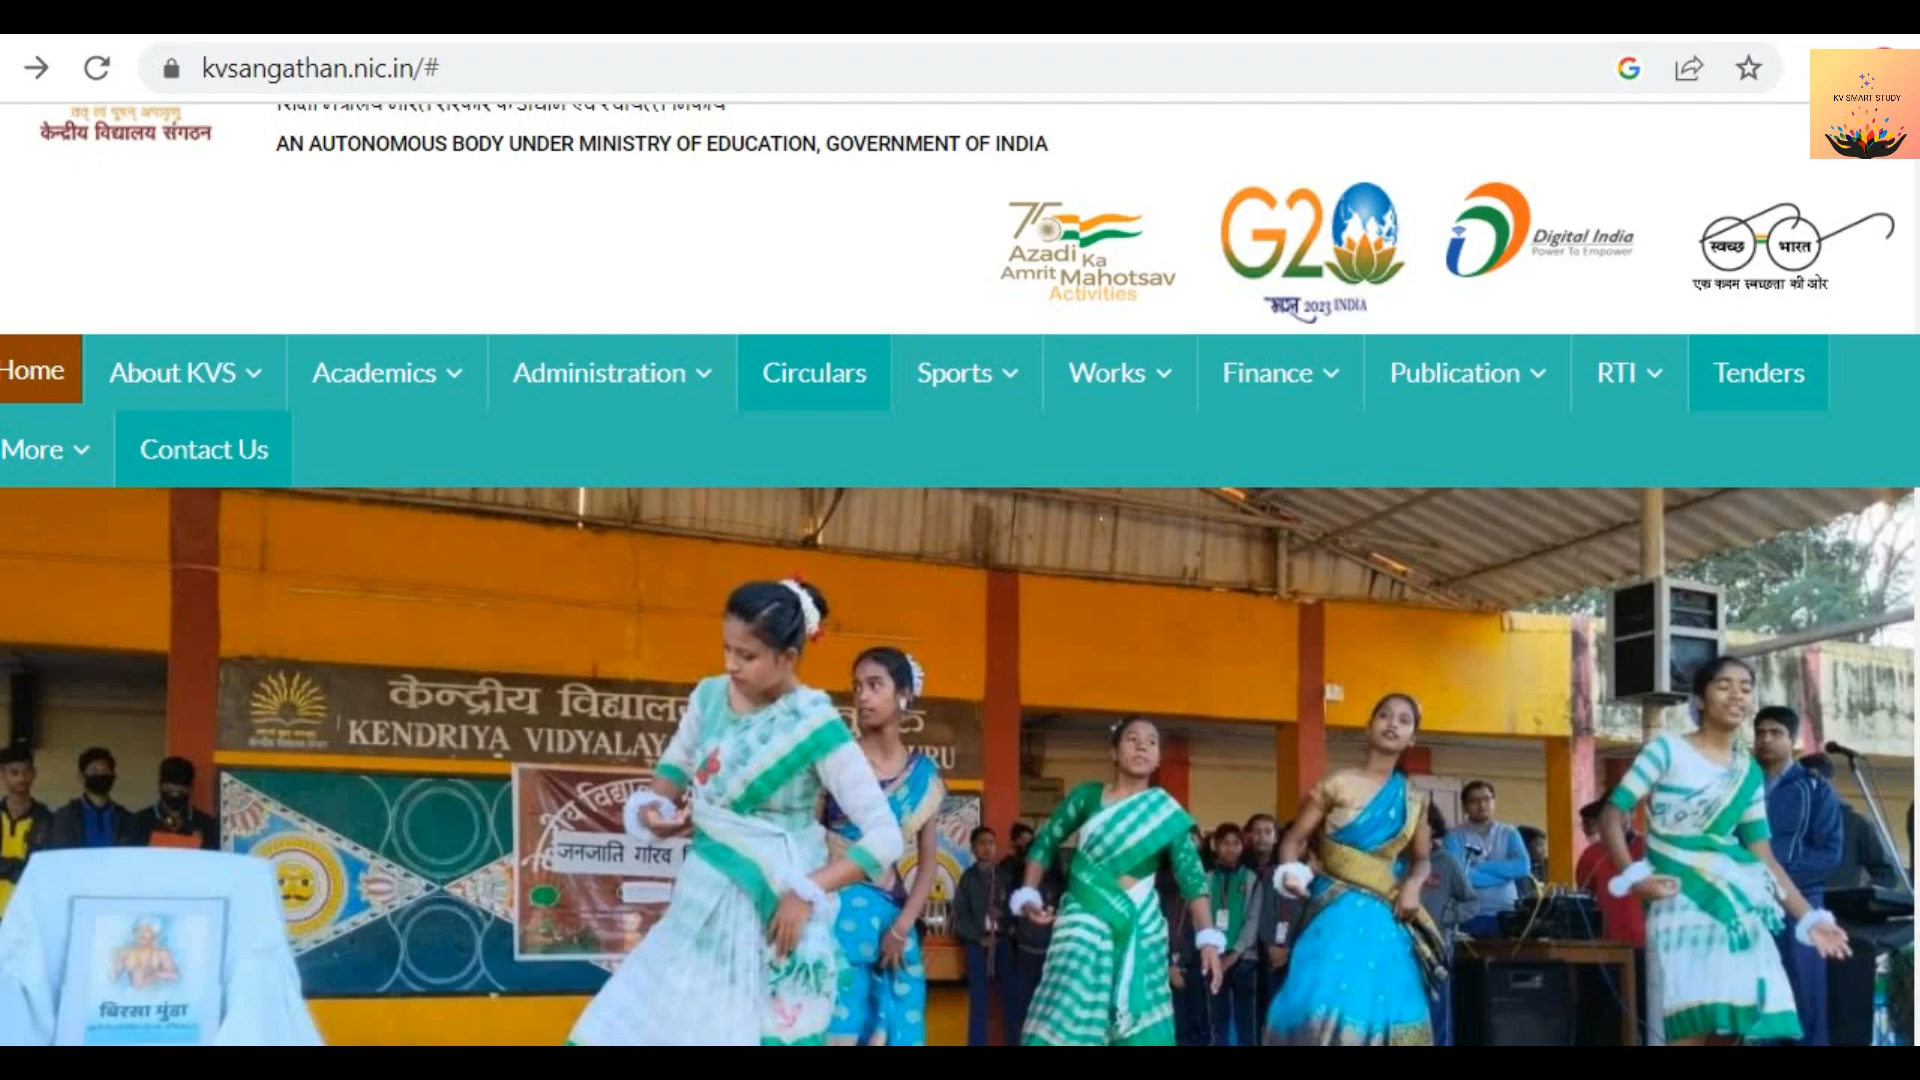 kvsangathan.nic.in/#
KV SMART STUDY
केन्द्रीय विद्यालय संगठन
AN AUTONOMOUS BODY UNDER MINISTRY OF EDUCATION, GOVERNMENT OF INDIA
75
Azadi Ka
Amrit Mahotsav
Activities
G20
2023 INDIA
Digital India
Power To Empower
स्वच्छ भारत
एक कदम स्वच्छता की ओर
Home About KVS Academics Administration Circulars Sports Works Finance Publication RTI Tenders
More Contact Us
केन्द्रीय
KENDRIYA
जनजाति गौरव
बिरसा मुंडा